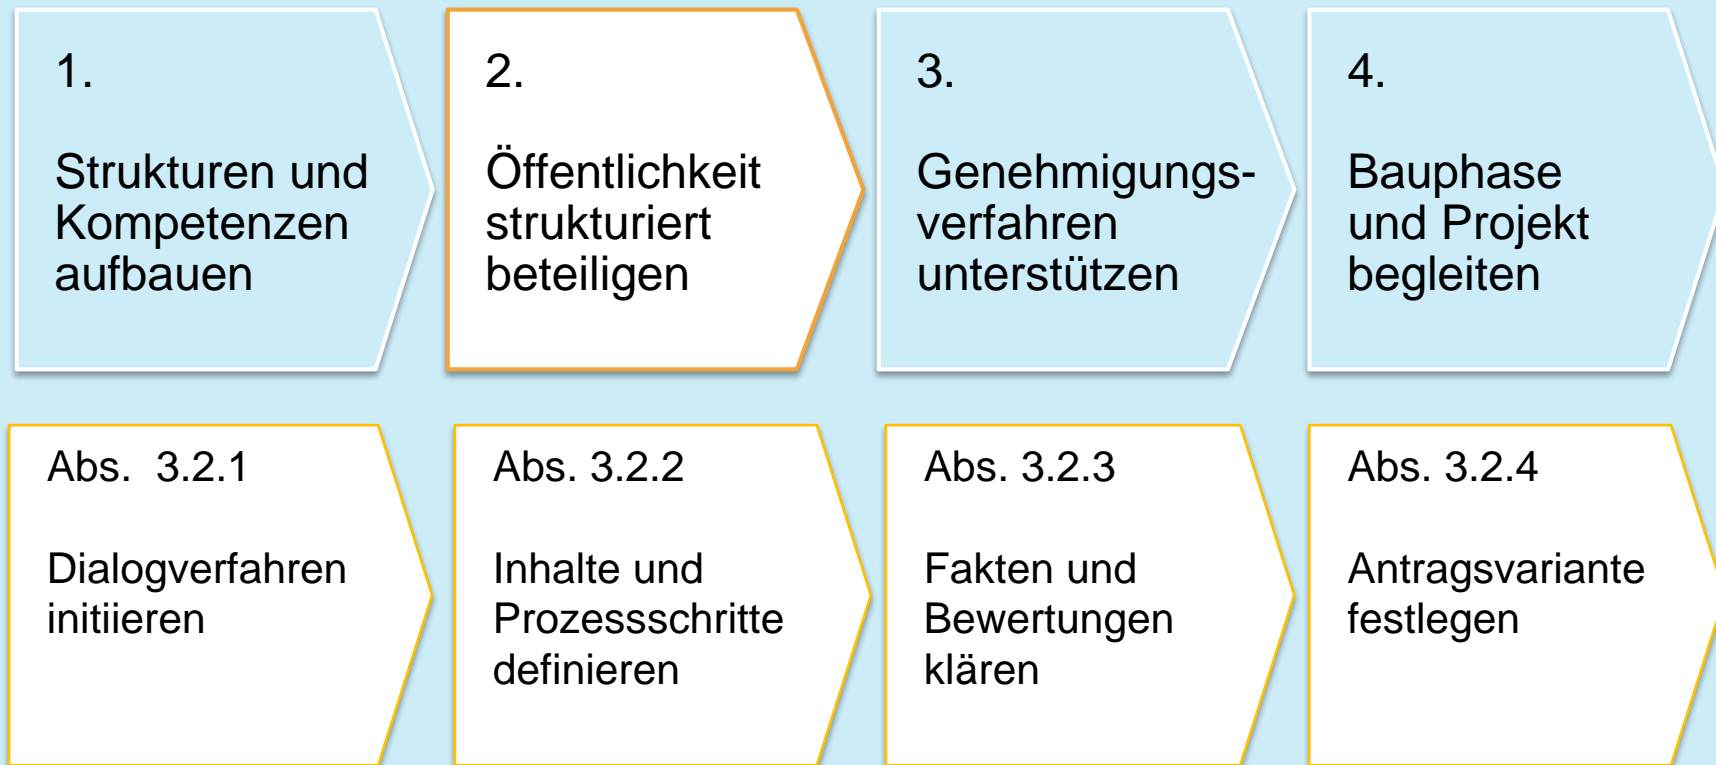 1.
Strukturen und
Kompetenzen
aufbauen
2.
Öffentlichkeit
strukturiert
beteiligen
3.
Genehmigungs-
verfahren
unterstützen
4.
Bauphase
und Projekt
begleiten
Abs.  3.2.1
Dialogverfahren
initiieren
Abs. 3.2.2
Inhalte und
Prozessschritte
definieren
Abs. 3.2.3
Fakten und
Bewertungen
klären
Abs. 3.2.4
Antragsvariante
festlegen